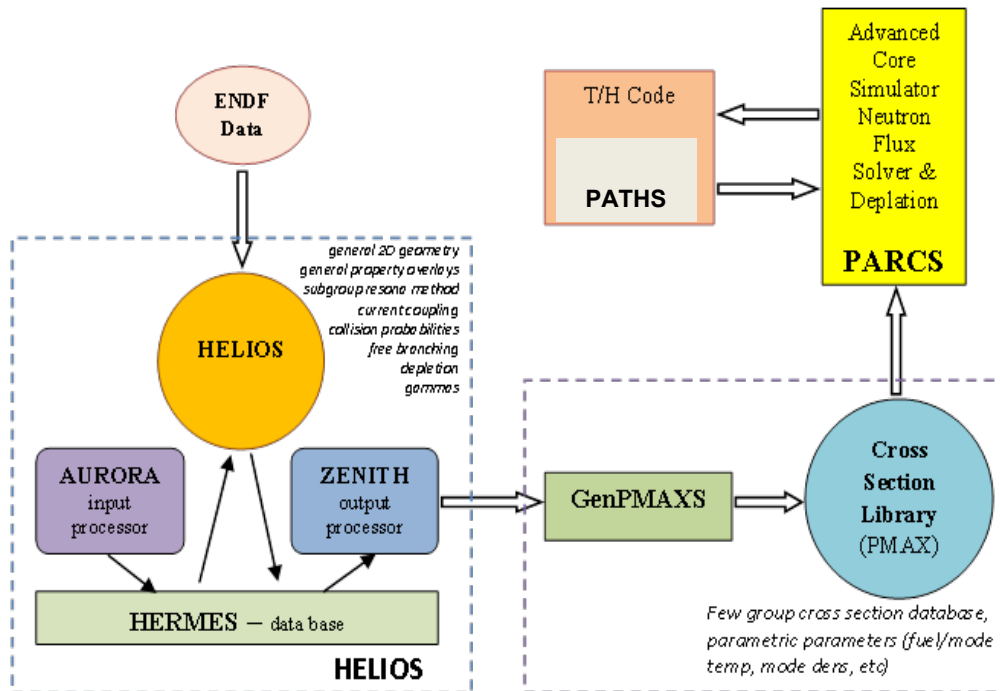 ENDF
Data
general 2D geometry
general property overlays
subgroup resona method
current coupling
collision probabilities
free branching
depletion
gammas
HELIOS
AURORA
input
processor
ZENITH
output
processor
HERMES – data base
HELIOS
T/H Code
PATHS
Advanced
Core
Simulator
Neutron
Flux
Solver &
Deplation
PARCS
GenPMAXS
Cross
Section
Library
(PMAX)
Few group cross section database,
parametric parameters (fuel/mode
temp, mode dens, etc)